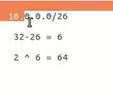 10.0.0.0/26
32-26 = 6
2 ^ 6 = 64